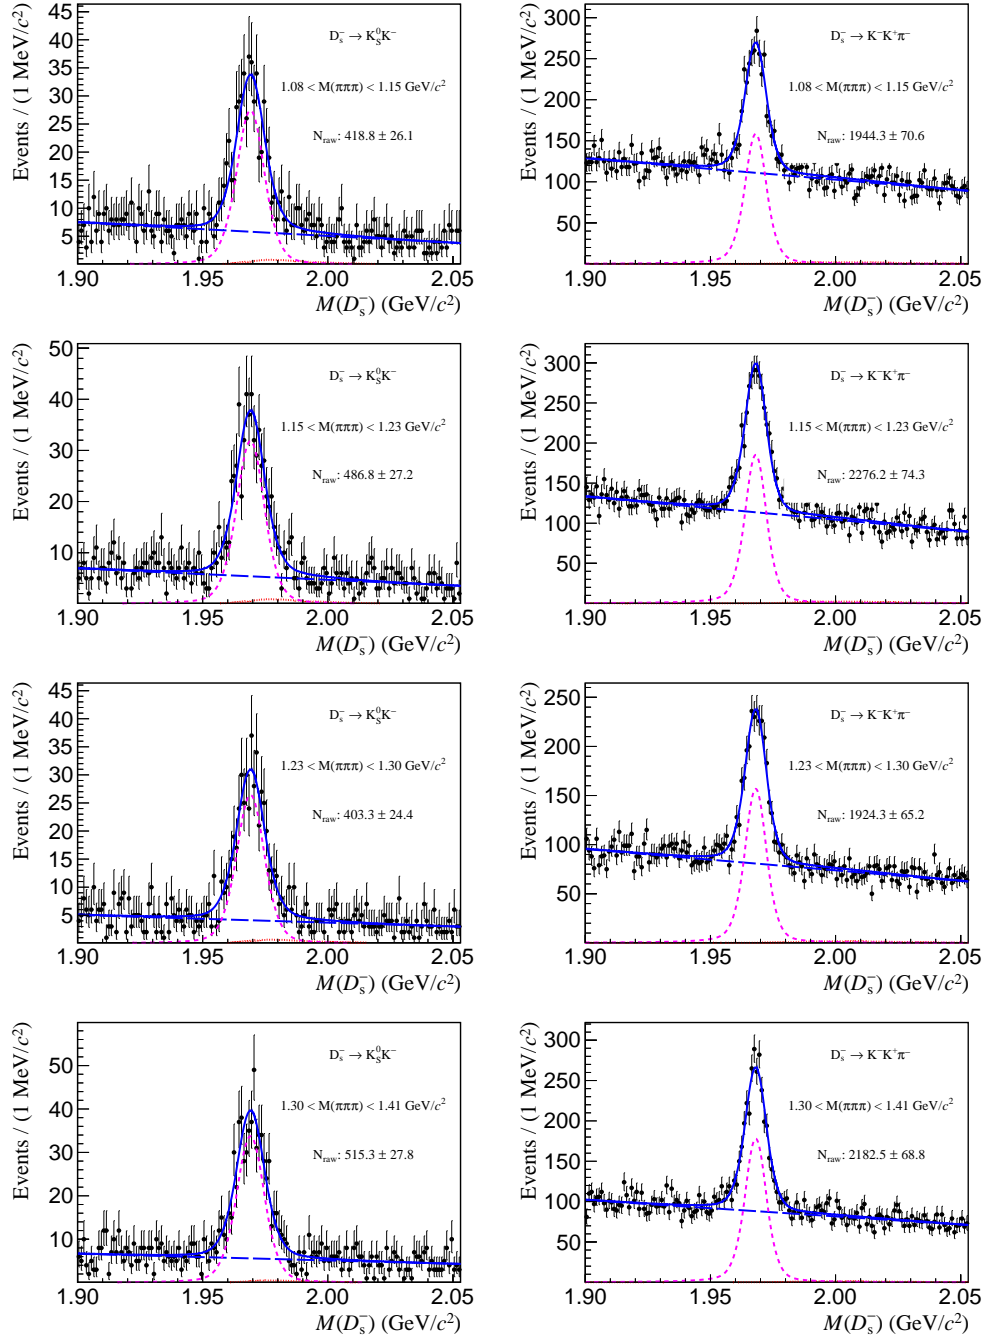 Events / (1 MeV/c²)
45
40
35
30
25
20
15
10
5
D_s⁻ → K_S⁰K⁻
1.08 < M(πππ) < 1.15 GeV/c²
N_raw: 418.8 ± 26.1
1.90 1.95 2.00 2.05
M(D_s⁻) (GeV/c²)
Events / (1 MeV/c²)
300
250
200
150
100
50
D_s⁻ → K⁻K⁺π⁻
1.08 < M(πππ) < 1.15 GeV/c²
N_raw: 1944.3 ± 70.6
1.90 1.95 2.00 2.05
M(D_s⁻) (GeV/c²)
Events / (1 MeV/c²)
50
40
30
20
10
D_s⁻ → K_S⁰K⁻
1.15 < M(πππ) < 1.23 GeV/c²
N_raw: 486.8 ± 27.2
1.90 1.95 2.00 2.05
M(D_s⁻) (GeV/c²)
Events / (1 MeV/c²)
300
250
200
150
100
50
D_s⁻ → K⁻K⁺π⁻
1.15 < M(πππ) < 1.23 GeV/c²
N_raw: 2276.2 ± 74.3
1.90 1.95 2.00 2.05
M(D_s⁻) (GeV/c²)
Events / (1 MeV/c²)
45
40
35
30
25
20
15
10
5
D_s⁻ → K_S⁰K⁻
1.23 < M(πππ) < 1.30 GeV/c²
N_raw: 403.3 ± 24.4
1.90 1.95 2.00 2.05
M(D_s⁻) (GeV/c²)
Events / (1 MeV/c²)
250
200
150
100
50
D_s⁻ → K⁻K⁺π⁻
1.23 < M(πππ) < 1.30 GeV/c²
N_raw: 1924.3 ± 65.2
1.90 1.95 2.00 2.05
M(D_s⁻) (GeV/c²)
Events / (1 MeV/c²)
50
40
30
20
10
D_s⁻ → K_S⁰K⁻
1.30 < M(πππ) < 1.41 GeV/c²
N_raw: 515.3 ± 27.8
1.90 1.95 2.00 2.05
M(D_s⁻) (GeV/c²)
Events / (1 MeV/c²)
300
250
200
150
100
50
D_s⁻ → K⁻K⁺π⁻
1.30 < M(πππ) < 1.41 GeV/c²
N_raw: 2182.5 ± 68.8
1.90 1.95 2.00 2.05
M(D_s⁻) (GeV/c²)